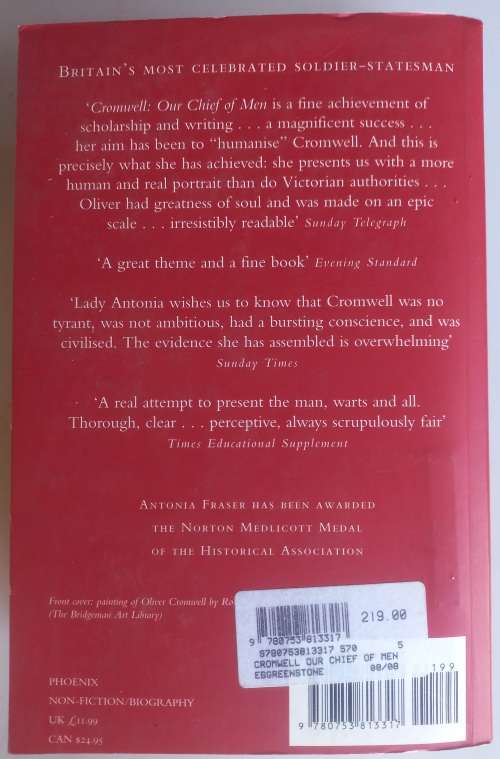 BRITAIN'S MOST CELEBRATED SOLDIER-STATESMAN
'Cromwell: Our Chief of Men is a fine achievement of
scholarship and writing . . . a magnificent success . . .
her aim has been to "humanise" Cromwell. And this is
precisely what she has achieved: she presents us with a more
human and real portrait than do Victorian authorities . . .
Oliver had greatness of soul and was made on an epic
scale . . . irresistibly readable' Sunday Telegraph
'A great theme and a fine book' Evening Standard
'Lady Antonia wishes us to know that Cromwell was no
tyrant, was not ambitious, had a bursting conscience, and was
civilised. The evidence she has assembled is overwhelming'
Sunday Times
'A real attempt to present the man, warts and all.
Thorough, clear . . . perceptive, always scrupulously fair'
Times Educational Supplement
ANTONIA FRASER HAS BEEN AWARDED
THE NORTON MEDLICOTT MEDAL
OF THE HISTORICAL ASSOCIATION
Front cover: painting of Oliver Cromwell by
(The Bridgeman Art Library)
219.00
9 780753 813317
9780753813317 570 5
CROMWELL OUR CHIEF OF MEN
EBGREENSTONE 08/08
199
9 780753 813317
PHOENIX
NON-FICTION/BIOGRAPHY
UK £11.99
CAN $24.95